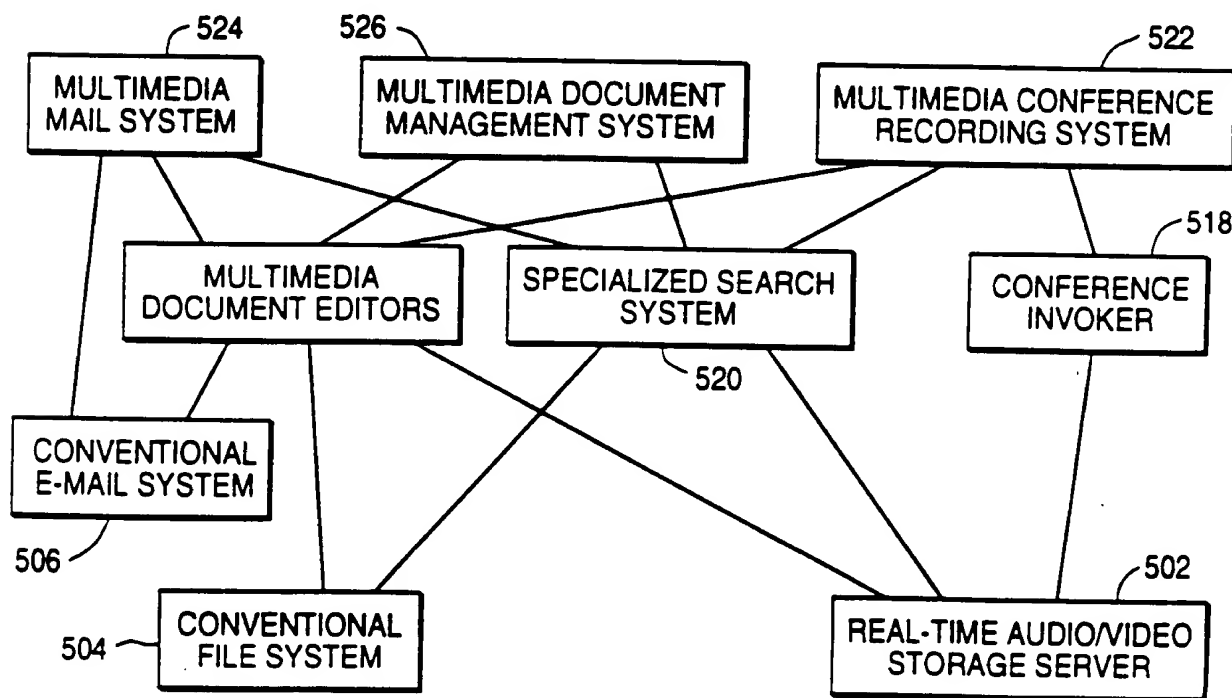 524
526
522
MULTIMEDIA
MAIL SYSTEM
MULTIMEDIA DOCUMENT
MANAGEMENT SYSTEM
MULTIMEDIA CONFERENCE
RECORDING SYSTEM
518
MULTIMEDIA
DOCUMENT EDITORS
SPECIALIZED SEARCH
SYSTEM
CONFERENCE
INVOKER
520
CONVENTIONAL
E-MAIL SYSTEM
506
502
504
CONVENTIONAL
FILE SYSTEM
REAL-TIME AUDIO/VIDEO
STORAGE SERVER